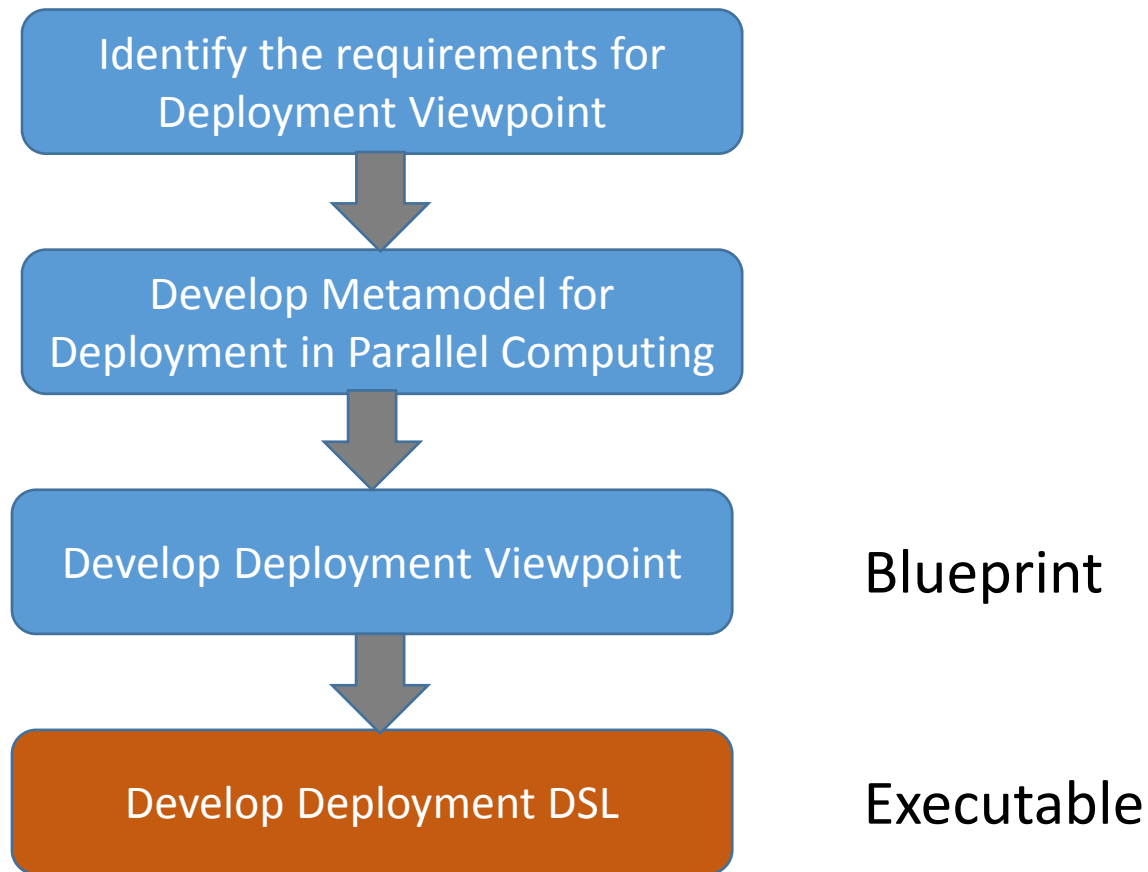 Identify the requirements for
Deployment Viewpoint
Develop Metamodel for
Deployment in Parallel Computing
Develop Deployment Viewpoint
Blueprint
Develop Deployment DSL
Executable